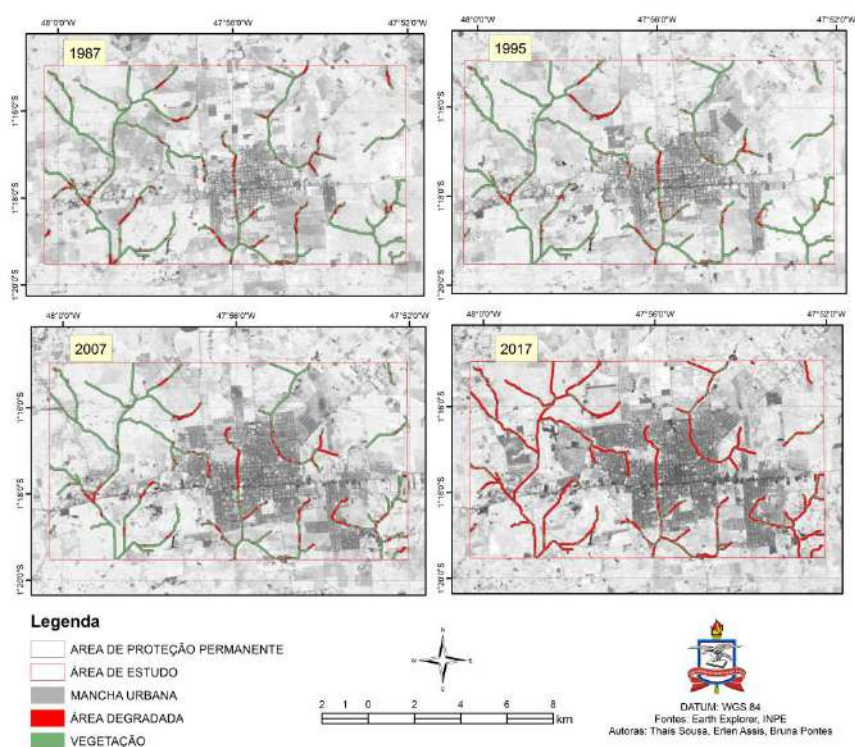 48°0'0"W 47°56'0"W 47°52'0"W
48°0'0"W 47°56'0"W 47°52'0"W
1987
1995
1°16'0"S
1°18'0"S
1°20'0"S
1°16'0"S
1°18'0"S
1°20'0"S
48°0'0"W 47°56'0"W 47°52'0"W
48°0'0"W 47°56'0"W 47°52'0"W
2007
2017
1°16'0"S
1°18'0"S
1°20'0"S
1°16'0"S
1°18'0"S
1°20'0"S
Legenda
AREA DE PROTEÇÃO PERMANENTE
ÁREA DE ESTUDO
MANCHA URBANA
ÁREA DEGRADADA
VEGETAÇÃO
N
W E
S
2 1 0 2 4 6 8
km
DATUM: WGS 84
Fontes: Earth Explorer, INPE
Autoras: Thaís Sousa, Erlen Assis, Bruna Pontes